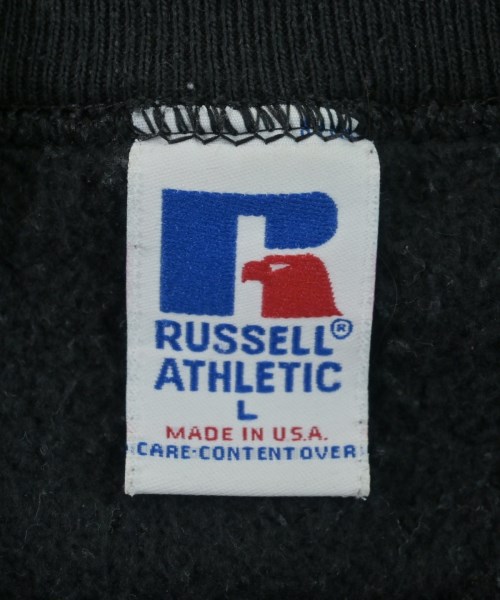 R
RUSSELL®
ATHLETIC
L
MADE IN U.S.A.
CARE-CONTENT OVER